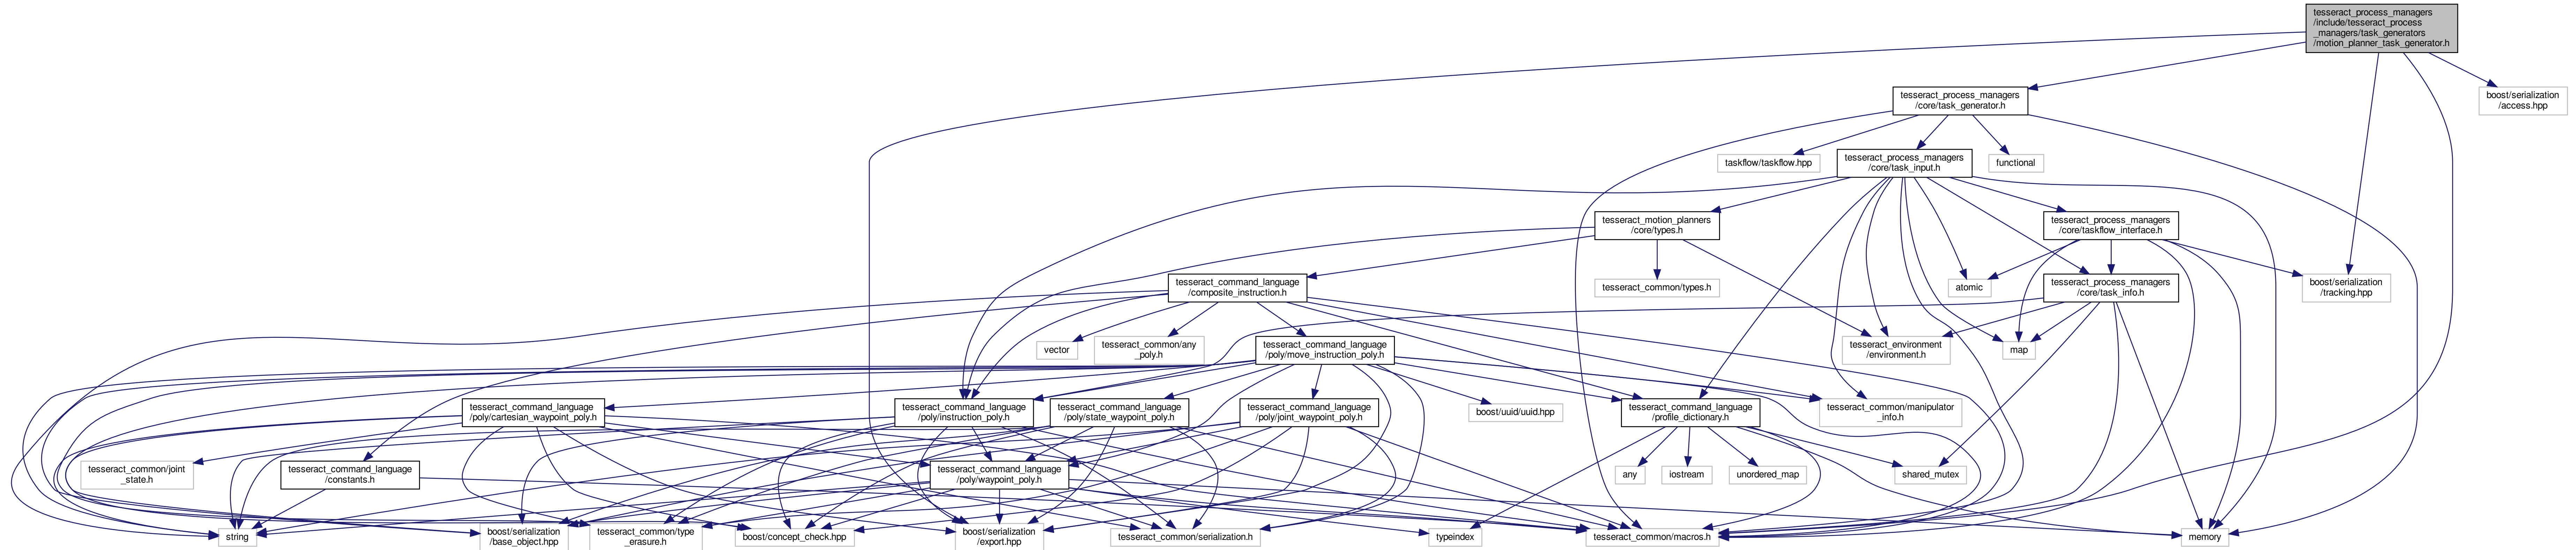 tesseract_process_managers
/include/tesseract_process
_managers/task_generators
/motion_planner_task_generator.h
tesseract_process_managers
/core/task_generator.h
boost/serialization
/access.hpp
taskflow/taskflow.hpp
tesseract_process_managers
/core/task_input.h
functional
tesseract_motion_planners
/core/types.h
tesseract_process_managers
/core/taskflow_interface.h
tesseract_command_language
/composite_instruction.h
tesseract_common/types.h
atomic
tesseract_process_managers
/core/task_info.h
boost/serialization
/tracking.hpp
vector
tesseract_common/any
_poly.h
tesseract_command_language
/poly/move_instruction_poly.h
tesseract_environment
/environment.h
map
tesseract_command_language
/poly/cartesian_waypoint_poly.h
tesseract_command_language
/poly/instruction_poly.h
tesseract_command_language
/poly/state_waypoint_poly.h
tesseract_command_language
/poly/joint_waypoint_poly.h
boost/uuid/uuid.hpp
tesseract_command_language
/profile_dictionary.h
tesseract_common/manipulator
_info.h
tesseract_common/joint
_state.h
tesseract_command_language
/constants.h
tesseract_command_language
/poly/waypoint_poly.h
any
iostream
unordered_map
shared_mutex
string
boost/serialization
/base_object.hpp
tesseract_common/type
_erasure.h
boost/concept_check.hpp
boost/serialization
/export.hpp
tesseract_common/serialization.h
typeindex
tesseract_common/macros.h
memory